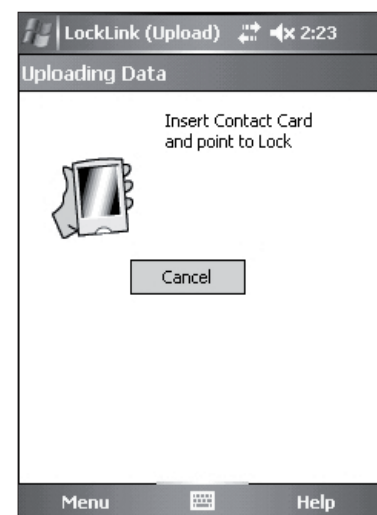 LockLink (Upload) 2:23
Uploading Data
Insert Contact Card
and point to Lock
Cancel
Menu Help